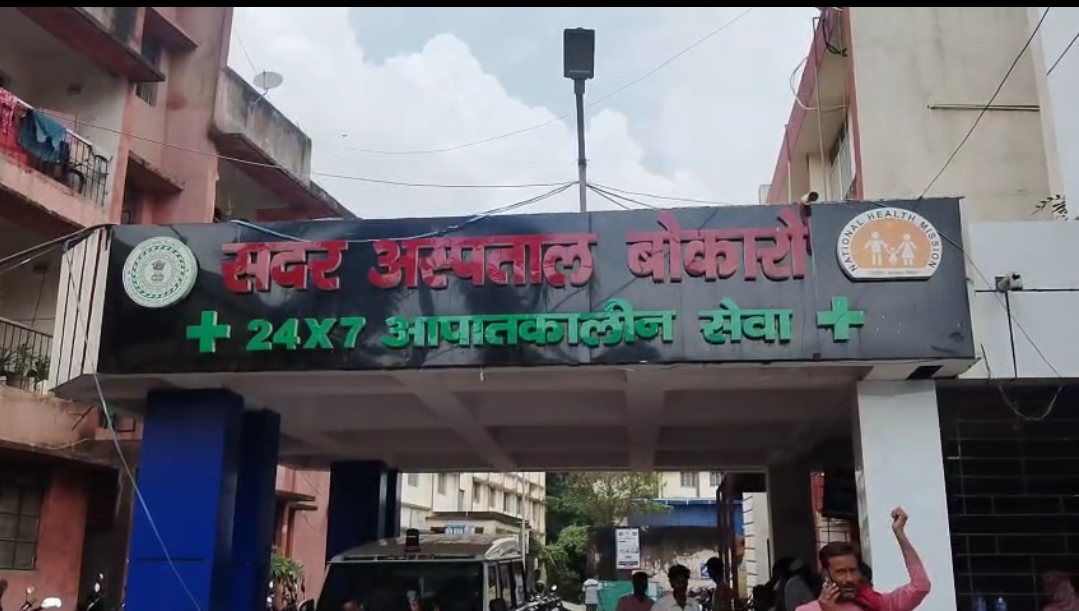 सदर अस्पताल बोकारो
NATIONAL HEALTH MISSION
24X7 आपातकालीन सेवा